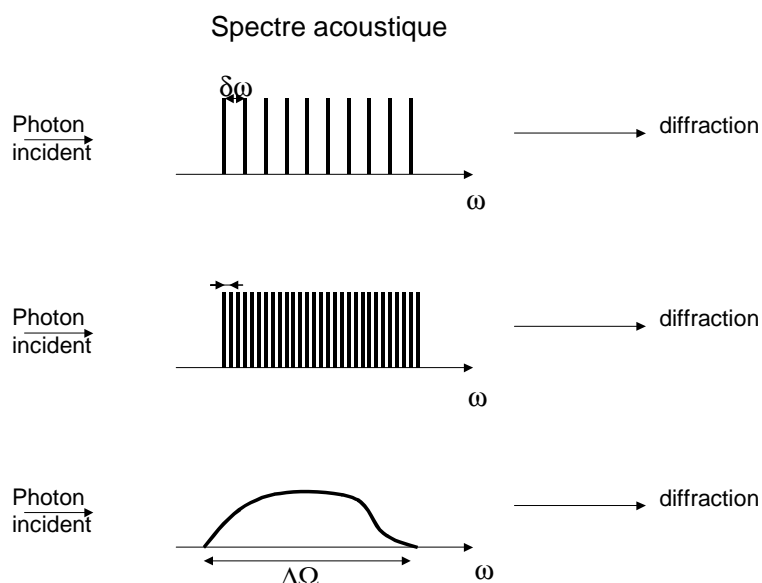 Spectre acoustique
δω
Photon
incident
diffraction
ω
Photon
incident
diffraction
ω
Photon
incident
diffraction
ΔΩ
ω